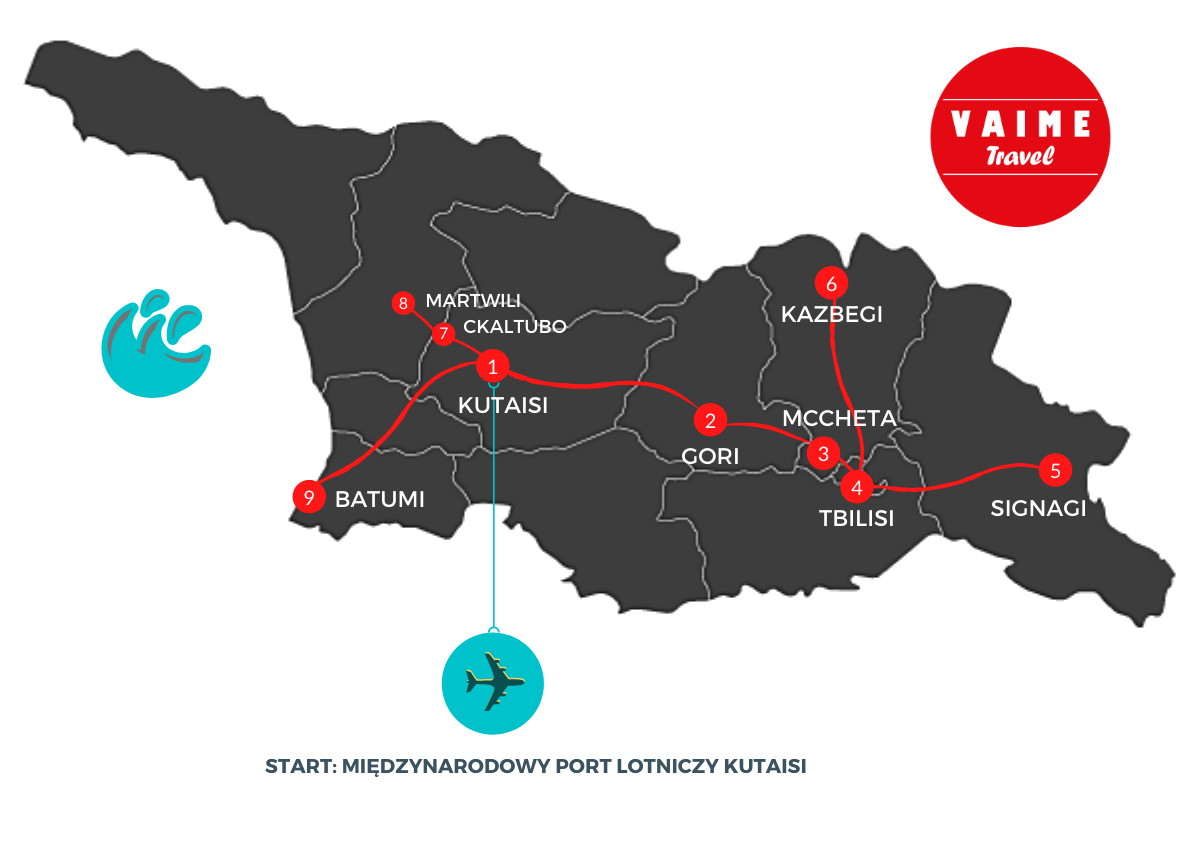 VAIME
Travel
6
KAZBEGI
8
MARTWILI
7
CKALTUBO
1
KUTAISI
2
GORI
MCCHETA
3
4
TBILISI
5
SIGNAGI
9
BATUMI
START: MIĘDZYNARODOWY PORT LOTNICZY KUTAISI